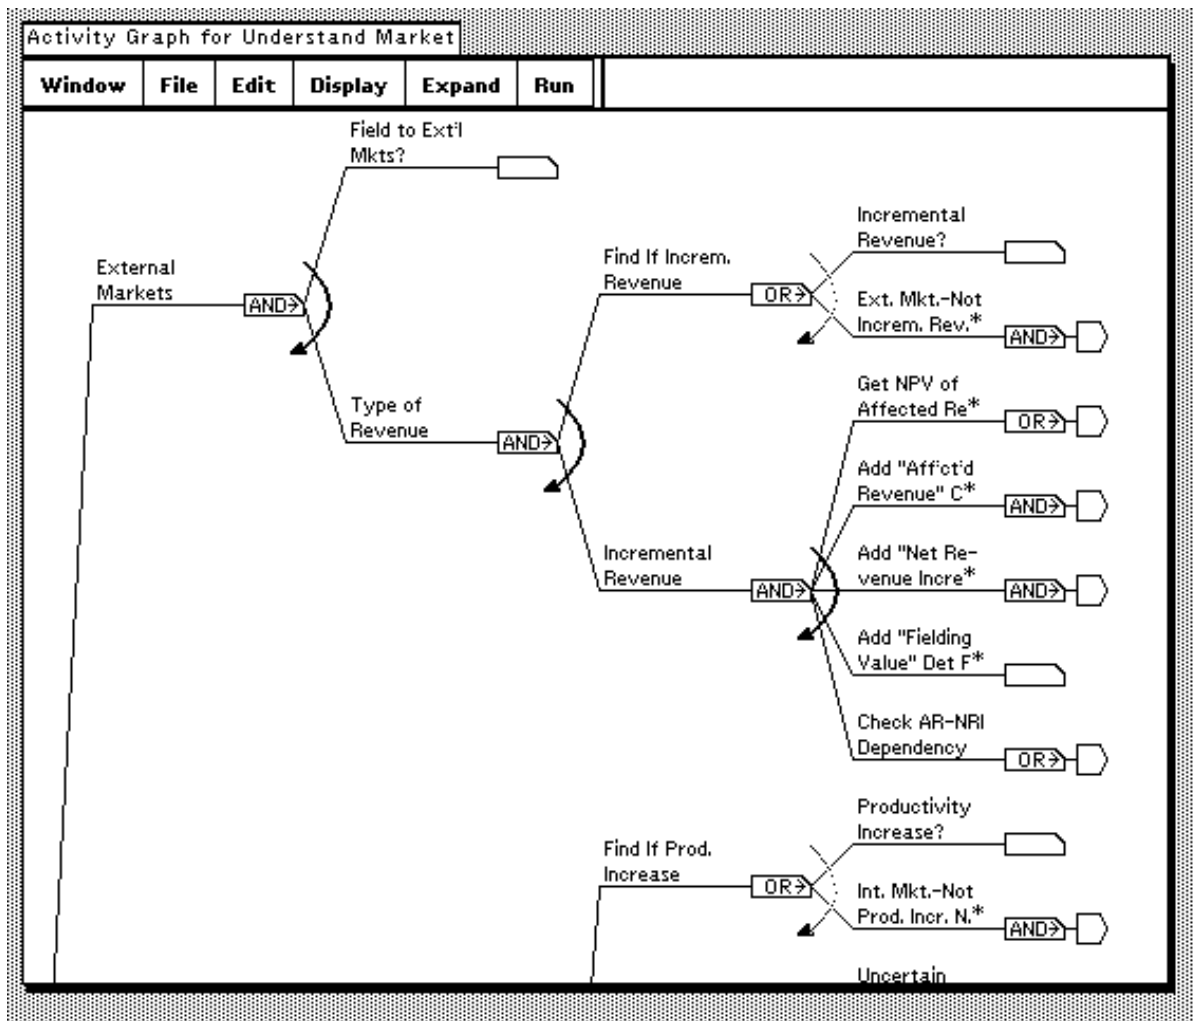 Activity Graph for Understand Market
Window File Edit Display Expand Run
Field to Ext'l
Mkts?
External
Markets
AND→
Type of
Revenue
AND→
Find If Increm.
Revenue
OR→
Incremental
Revenue?
Ext. Mkt.-Not
Increm. Rev.*
AND→
Incremental
Revenue
AND→
Get NPV of
Affected Re*
OR→
Add "Aff'ct'd
Revenue" C*
AND→
Add "Net Re-
venue Incre*
AND→
Add "Fielding
Value" Det F*
Check AR-NRI
Dependency
OR→
Find If Prod.
Increase
OR→
Productivity
Increase?
Int. Mkt.-Not
Prod. Incr. N.*
AND→
Uncertain